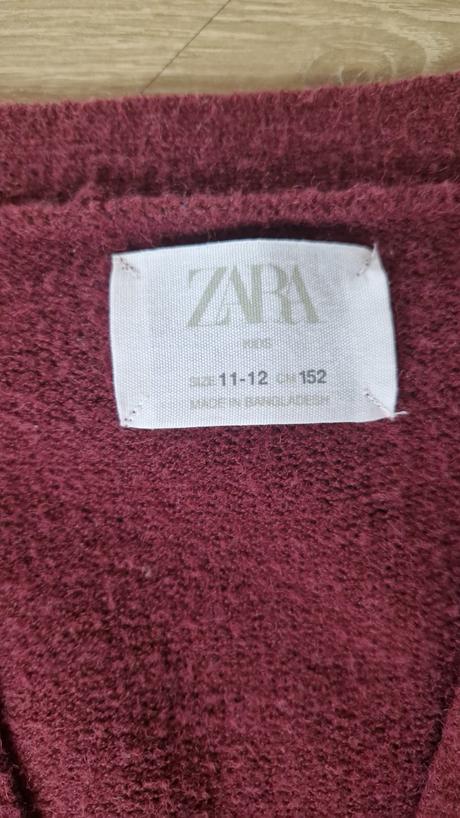 ZARA
KIDS
SIZE 11-12 CM 152
MADE IN BANGLADESH